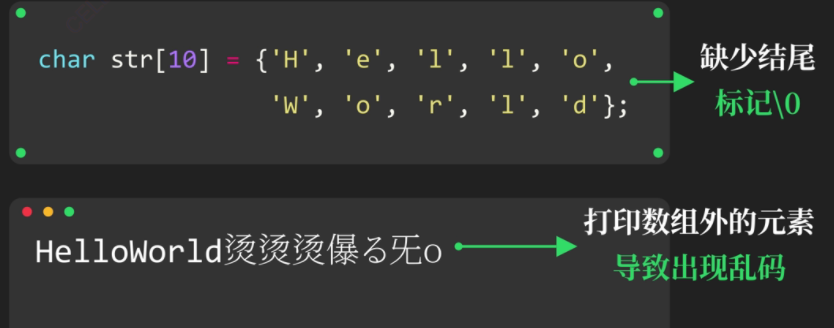 char str[10] = {'H', 'e', 'l', 'l', 'o',
'W', 'o', 'r', 'l', 'd'};
缺少结尾
标记\0
HelloWorld烫烫烫儤る旡o
打印数组外的元素
导致出现乱码